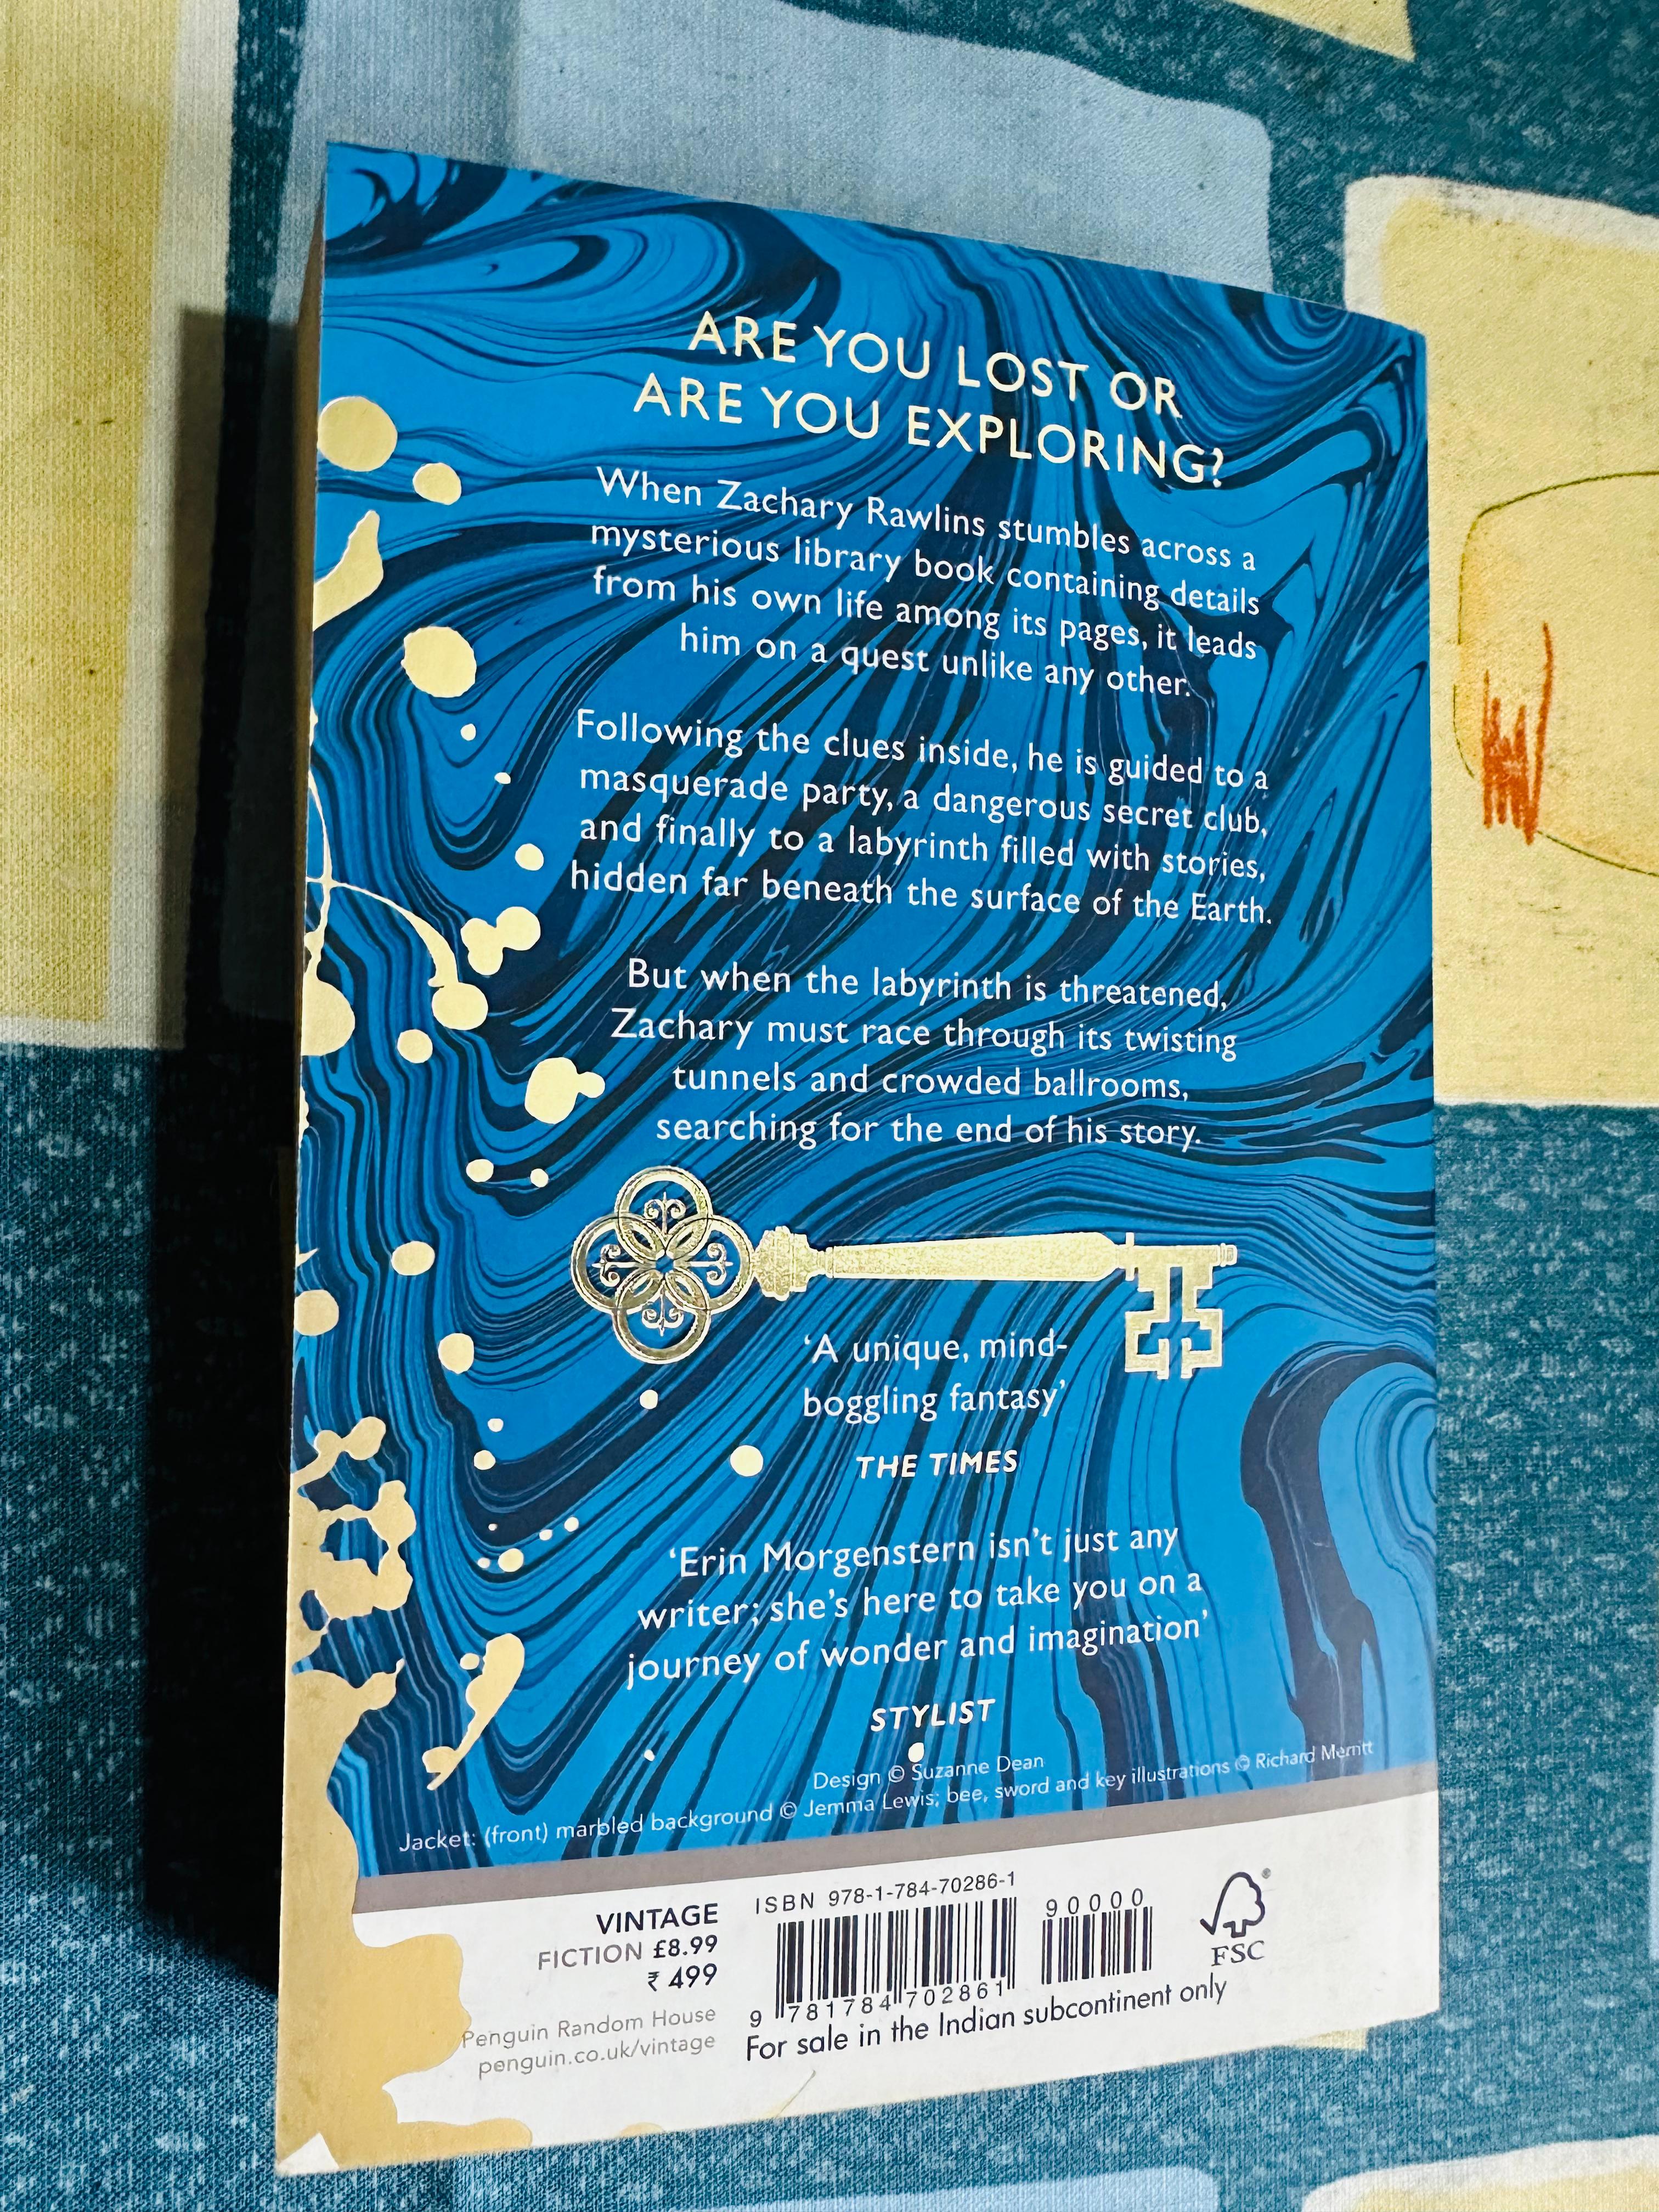 ARE YOU LOST OR
ARE YOU EXPLORING?
When Zachary Rawlins stumbles across a
mysterious library book containing details
from his own life among its pages, it leads
him on a quest unlike any other.
Following the clues inside, he is guided to a
masquerade party, a dangerous secret club,
and finally to a labyrinth filled with stories,
hidden far beneath the surface of the Earth.
But when the labyrinth is threatened,
Zachary must race through its twisting
tunnels and crowded ballrooms,
searching for the end of his story.
‘A unique, mind-
boggling fantasy’
THE TIMES
‘Erin Morgenstern isn’t just any
writer; she’s here to take you on a
journey of wonder and imagination’
STYLIST
Design © Suzanne Dean
Jacket: (front) marbled background © Jemma Lewis; bee, sword and key illustrations © Richard Merritt
VINTAGE
FICTION £8.99
₹ 499
Penguin Random House
penguin.co.uk/vintage
ISBN 978-1-784-70286-1
90000
9 781784 702861
For sale in the Indian subcontinent only
®
FSC